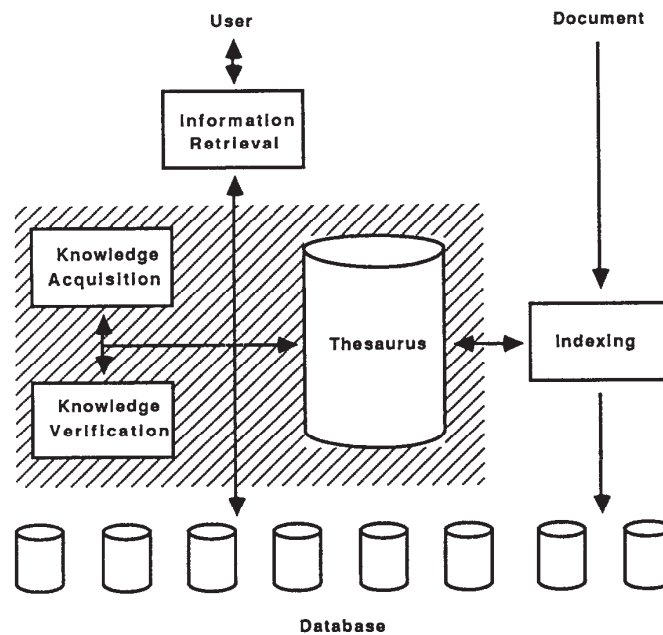 User
Document
Information
Retrieval
Knowledge
Acquisition
Thesaurus
Indexing
Knowledge
Verification
Database